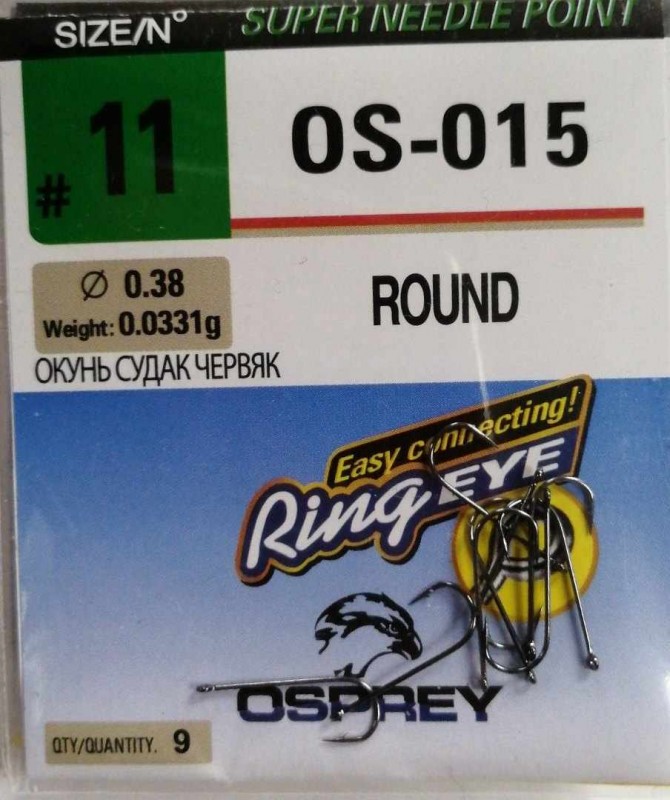 SIZE/N° SUPER NEEDLE POINT
# 11
OS-015
Ø 0.38
Weight: 0.0331g
ROUND
ОКУНЬ СУДАК ЧЕРВЯК
Easy connecting!
Ring EYE
OSPREY
QTY/QUANTITY. 9